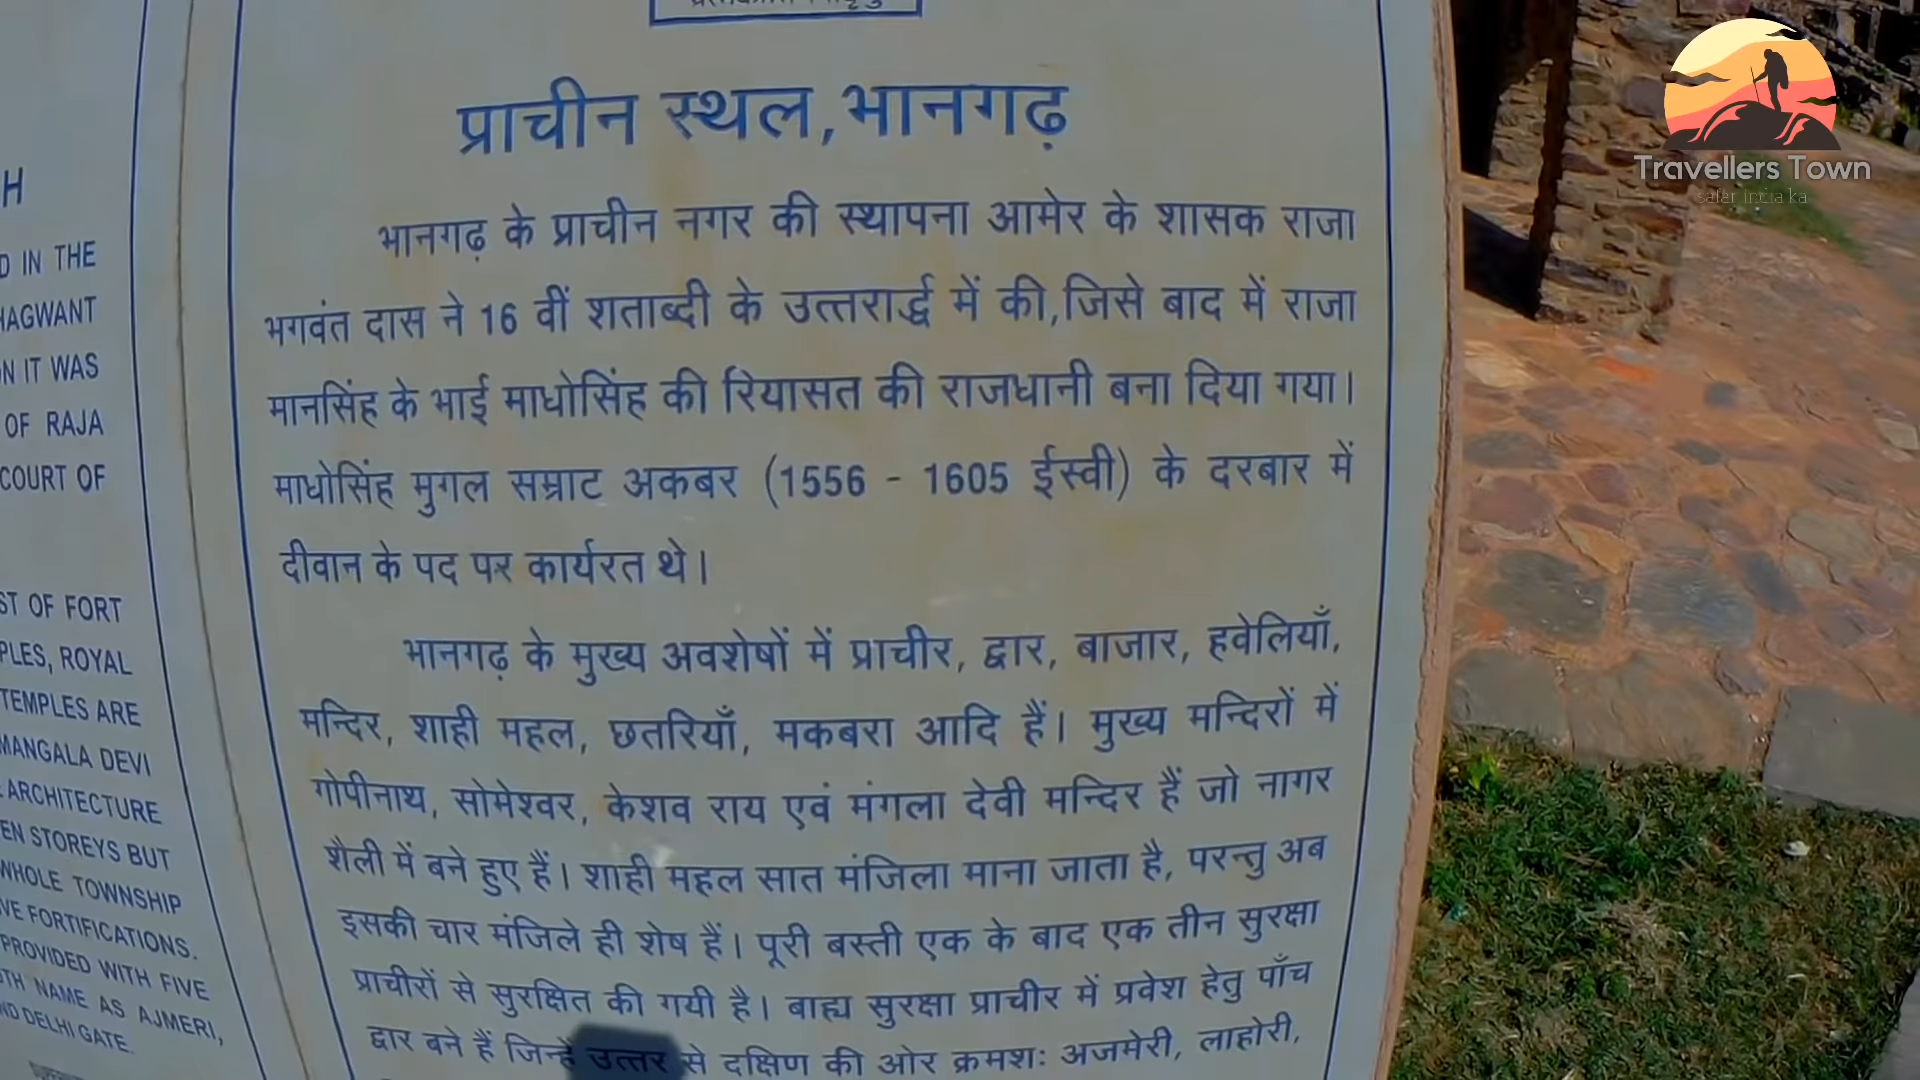 H
D IN THE
HAGWANT
N IT WAS
OF RAJA
COURT OF
ST OF FORT
PLES, ROYAL
TEMPLES ARE
MANGALA DEVI
ARCHITECTURE
EN STOREYS BUT
WHOLE TOWNSHIP
VE FORTIFICATIONS.
PROVIDED WITH FIVE
TH NAME AS AJMERI,
ND DELHI GATE.
प्राचीन स्थल, भानगढ़
भानगढ़ के प्राचीन नगर की स्थापना आमेर के शासक राजा
भगवंत दास ने 16 वीं शताब्दी के उत्तरार्द्ध में की, जिसे बाद में राजा
मानसिंह के भाई माधोसिंह की रियासत की राजधानी बना दिया गया।
माधोसिंह मुगल सम्राट अकबर (1556 - 1605 ईस्वी) के दरबार में
दीवान के पद पर कार्यरत थे।
भानगढ़ के मुख्य अवशेषों में प्राचीर, द्वार, बाजार, हवेलियाँ,
मन्दिर, शाही महल, छतरियाँ, मकबरा आदि हैं। मुख्य मन्दिरों में
गोपीनाथ, सोमेश्वर, केशव राय एवं मंगला देवी मन्दिर हैं जो नागर
शैली में बने हुए हैं। शाही महल सात मंजिला माना जाता है, परन्तु अब
इसकी चार मंजिले ही शेष हैं। पूरी बस्ती एक के बाद एक तीन सुरक्षा
प्राचीरों से सुरक्षित की गयी है। बाह्य सुरक्षा प्राचीर में प्रवेश हेतु पाँच
द्वार बने हैं जिन्हें उत्तर से दक्षिण की ओर क्रमशः अजमेरी, लाहोरी,
Travellers Town
safar india ka